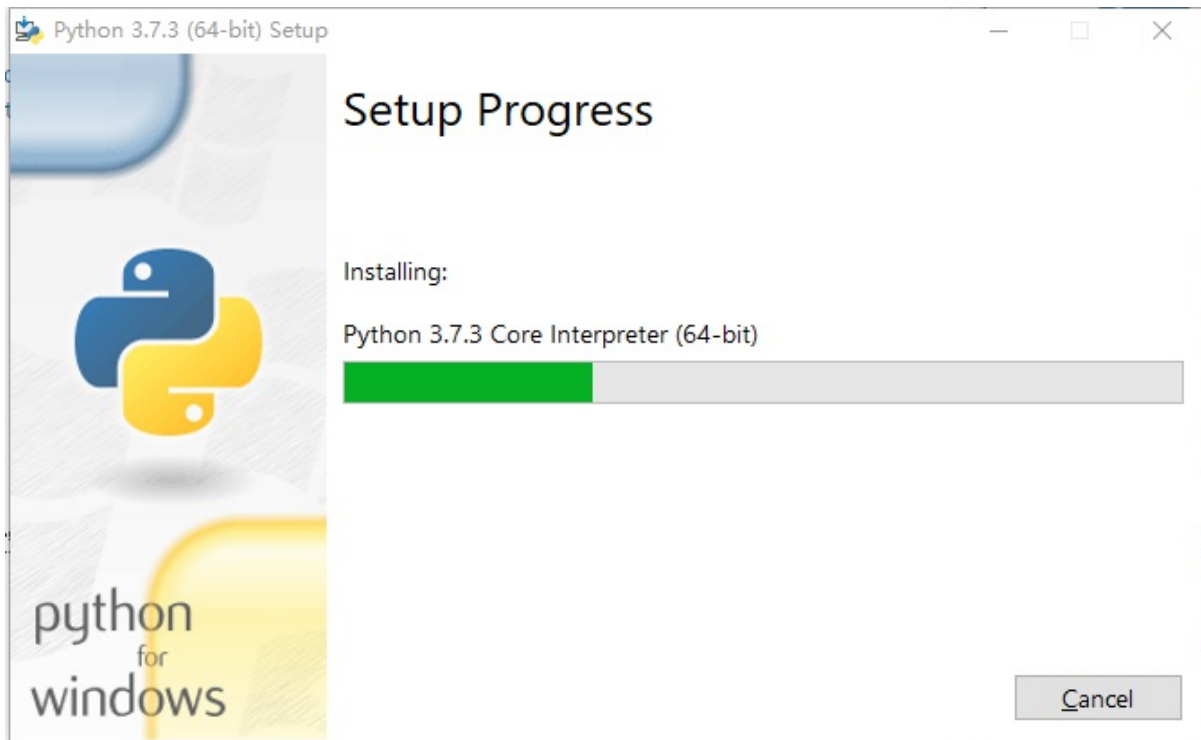 Python 3.7.3 (64-bit) Setup
Setup Progress
Installing:
Python 3.7.3 Core Interpreter (64-bit)
python
for
windows
Cancel